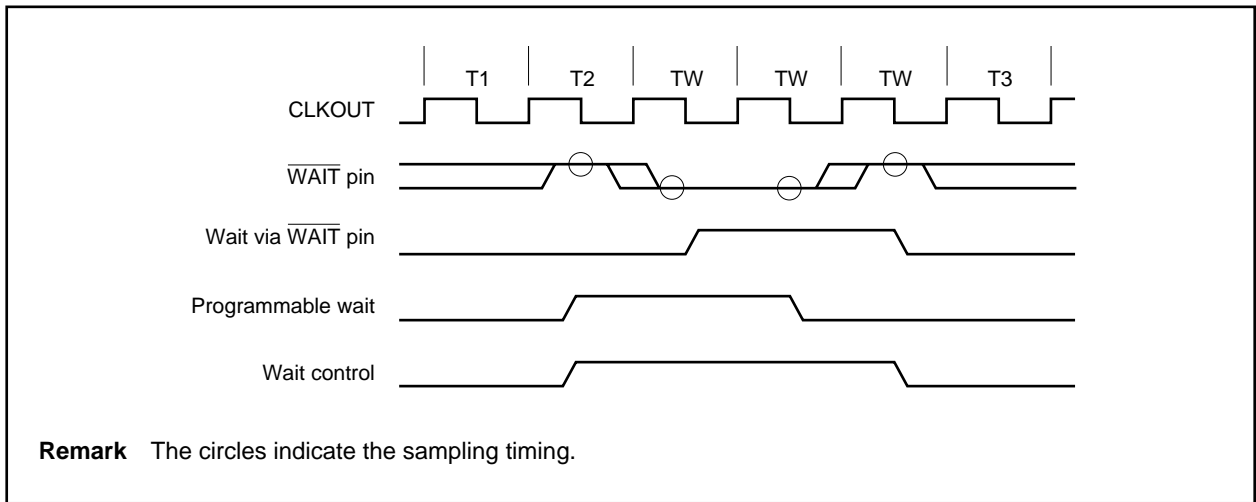 T1 T2 TW TW TW T3
CLKOUT
WAIT pin
Wait via WAIT pin
Programmable wait
Wait control
Remark The circles indicate the sampling timing.